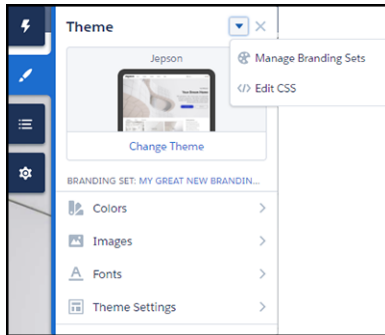 Theme
Manage Branding Sets
Edit CSS
Jepson
Change Theme
BRANDING SET: MY GREAT NEW BRANDIN...
Colors
Images
Fonts
Theme Settings